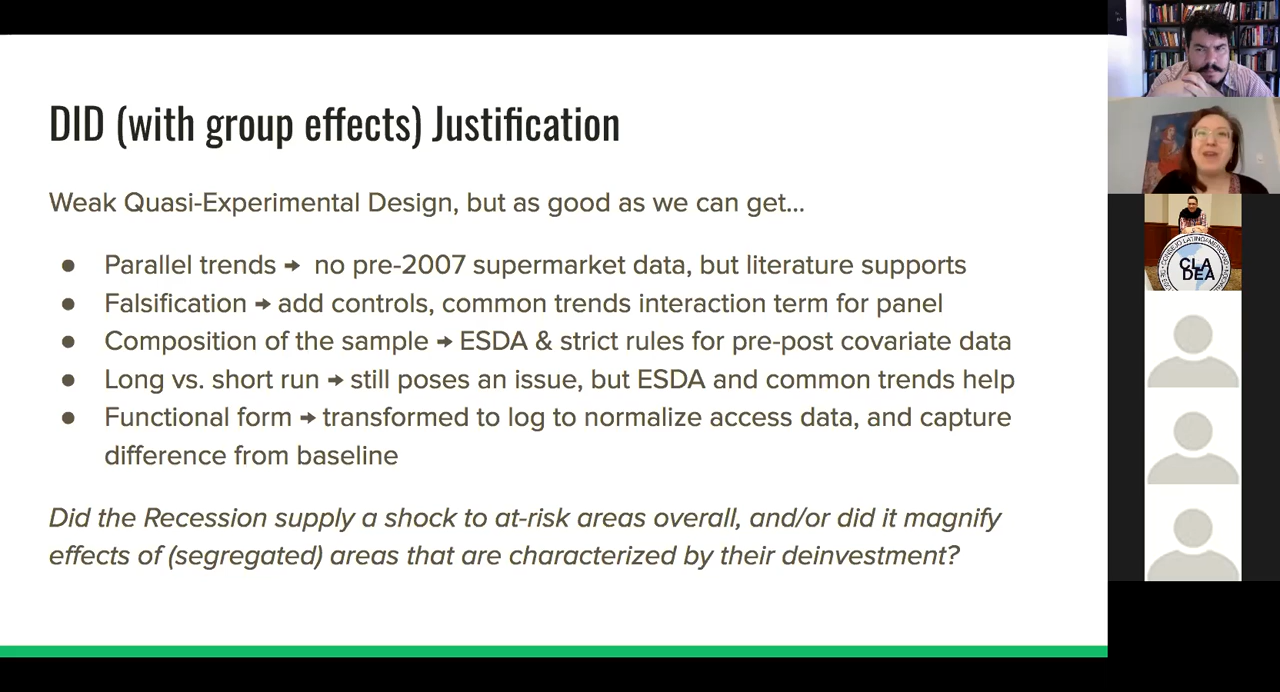 DID (with group effects) Justification
Weak Quasi-Experimental Design, but as good as we can get...
● Parallel trends → no pre-2007 supermarket data, but literature supports
● Falsification → add controls, common trends interaction term for panel
● Composition of the sample → ESDA & strict rules for pre-post covariate data
● Long vs. short run → still poses an issue, but ESDA and common trends help
● Functional form → transformed to log to normalize access data, and capture
difference from baseline
Did the Recession supply a shock to at-risk areas overall, and/or did it magnify
effects of (segregated) areas that are characterized by their deinvestment?
CLA
DEA